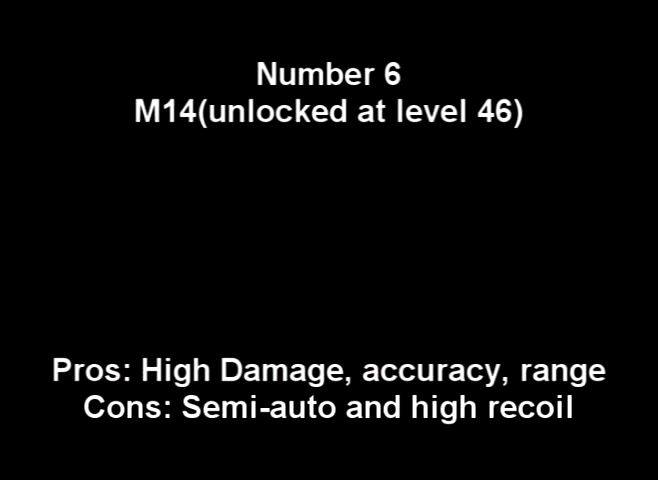 Number 6
M14(unlocked at level 46)
Pros: High Damage, accuracy, range
Cons: Semi-auto and high recoil